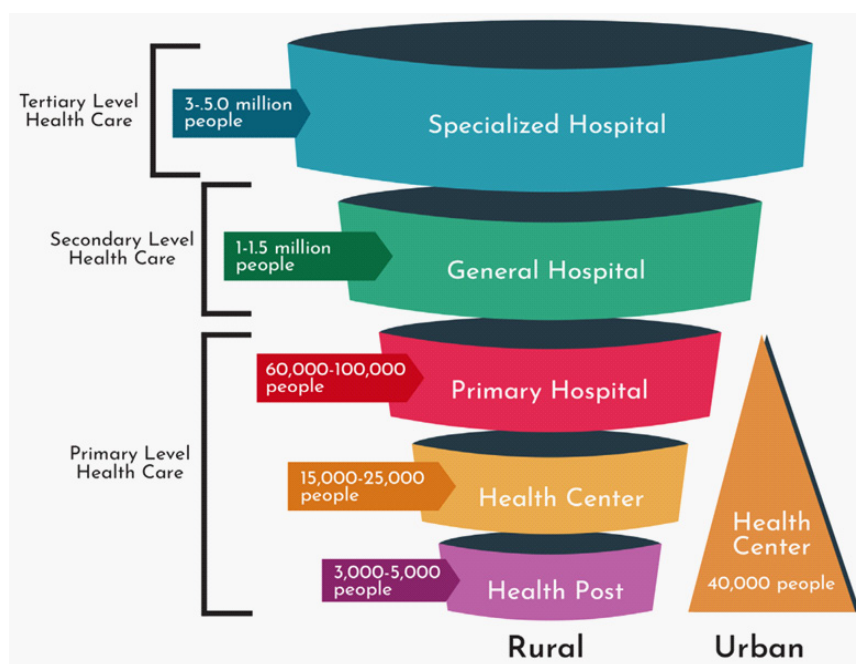 Tertiary Level
Health Care
3-.5.0 million
people
Specialized Hospital
Secondary Level
Health Care
1-1.5 million
people
General Hospital
Primary Level
Health Care
60,000-100,000
people
Primary Hospital
15,000-25,000
people
Health Center
3,000-5,000
people
Health Post
Rural
Health
Center
40,000 people
Urban